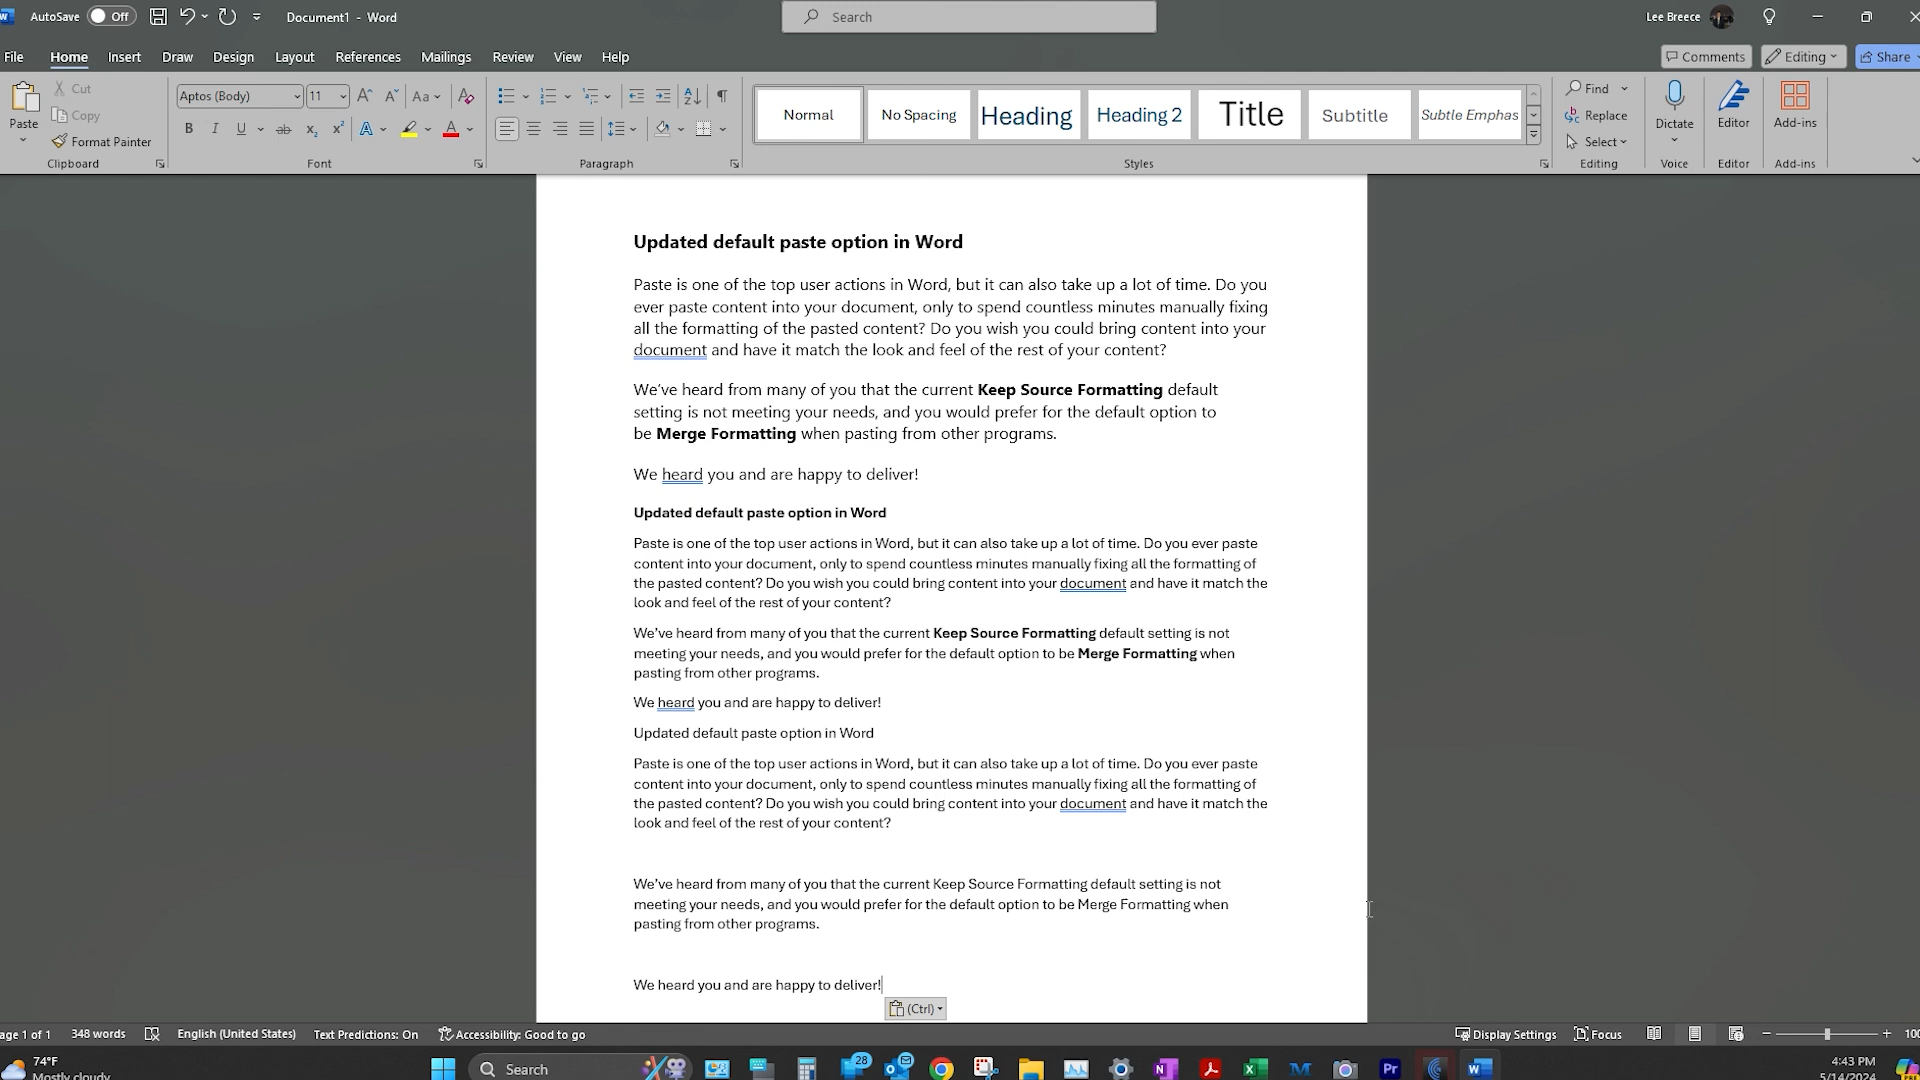 W AutoSave Off Document1 - Word Search Lee Breece
File Home Insert Draw Design Layout References Mailings Review View Help Comments Editing Share
Paste Cut Copy Format Painter
Clipboard
Aptos (Body) 11 Aa
B I U ab x₂ x² A A
Font
Paragraph
Normal No Spacing Heading Heading 2 Title Subtitle Subtle Emphas
Styles
Find
Replace
Select
Editing
Dictate
Voice
Editor
Editor
Add-ins
Add-ins
Updated default paste option in Word
Paste is one of the top user actions in Word, but it can also take up a lot of time. Do you
ever paste content into your document, only to spend countless minutes manually fixing
all the formatting of the pasted content? Do you wish you could bring content into your
document and have it match the look and feel of the rest of your content?
We've heard from many of you that the current Keep Source Formatting default
setting is not meeting your needs, and you would prefer for the default option to
be Merge Formatting when pasting from other programs.
We heard you and are happy to deliver!
Updated default paste option in Word
Paste is one of the top user actions in Word, but it can also take up a lot of time. Do you ever paste
content into your document, only to spend countless minutes manually fixing all the formatting of
the pasted content? Do you wish you could bring content into your document and have it match the
look and feel of the rest of your content?
We've heard from many of you that the current Keep Source Formatting default setting is not
meeting your needs, and you would prefer for the default option to be Merge Formatting when
pasting from other programs.
We heard you and are happy to deliver!
Updated default paste option in Word
Paste is one of the top user actions in Word, but it can also take up a lot of time. Do you ever paste
content into your document, only to spend countless minutes manually fixing all the formatting of
the pasted content? Do you wish you could bring content into your document and have it match the
look and feel of the rest of your content?
We've heard from many of you that the current Keep Source Formatting default setting is not
meeting your needs, and you would prefer for the default option to be Merge Formatting when
pasting from other programs.
We heard you and are happy to deliver!
(Ctrl)
age 1 of 1 348 words English (United States) Text Predictions: On Accessibility: Good to go Display Settings Focus 100
74°F
Mostly cloudy
Search
28
4:43 PM
5/14/2024